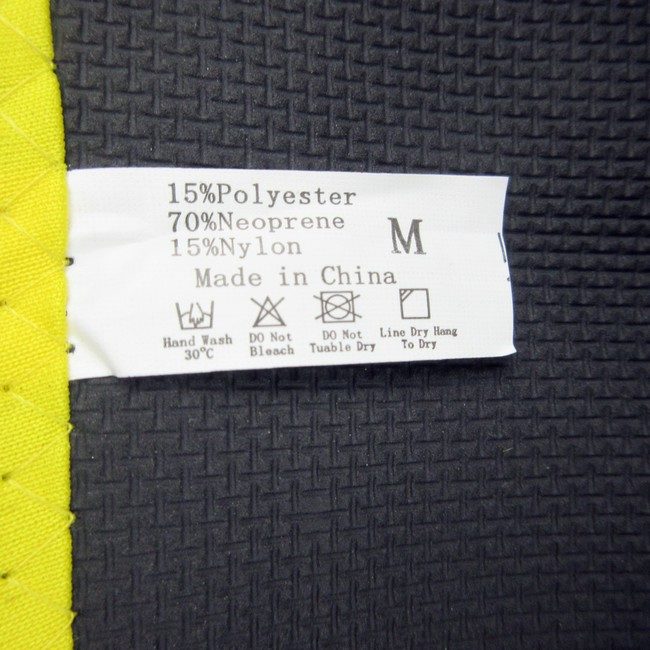 15%Polyester
70%Neoprene
15%Nylon
M
Made in China
Hand Wash
30°C
DO Not
Bleach
DO Not
Tuable Dry
Line Dry Hang
To Dry